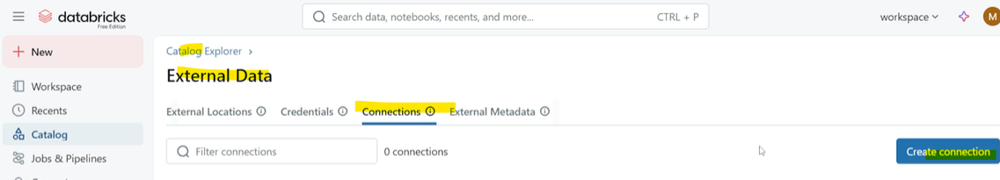 databricks
Free Edition
Search data, notebooks, recents, and more...
CTRL + P
workspace
M
New
Workspace
Recents
Catalog
Jobs & Pipelines
Catalog Explorer ›
External Data
External Locations
Credentials
Connections
External Metadata
Filter connections
0 connections
Create connection